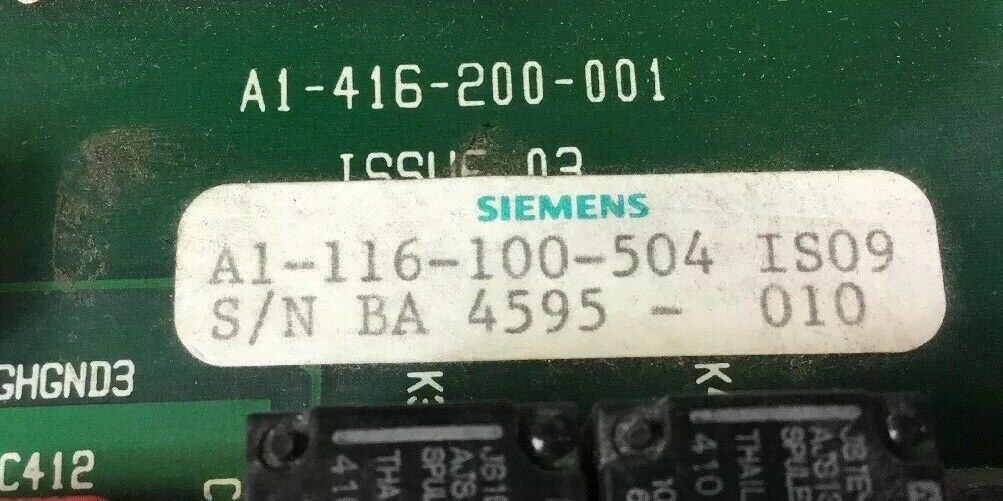 A1-416-200-001
ISSUE 03
SIEMENS
A1-116-100-504 IS09
S/N BA 4595 - 010
GHGND3
C412